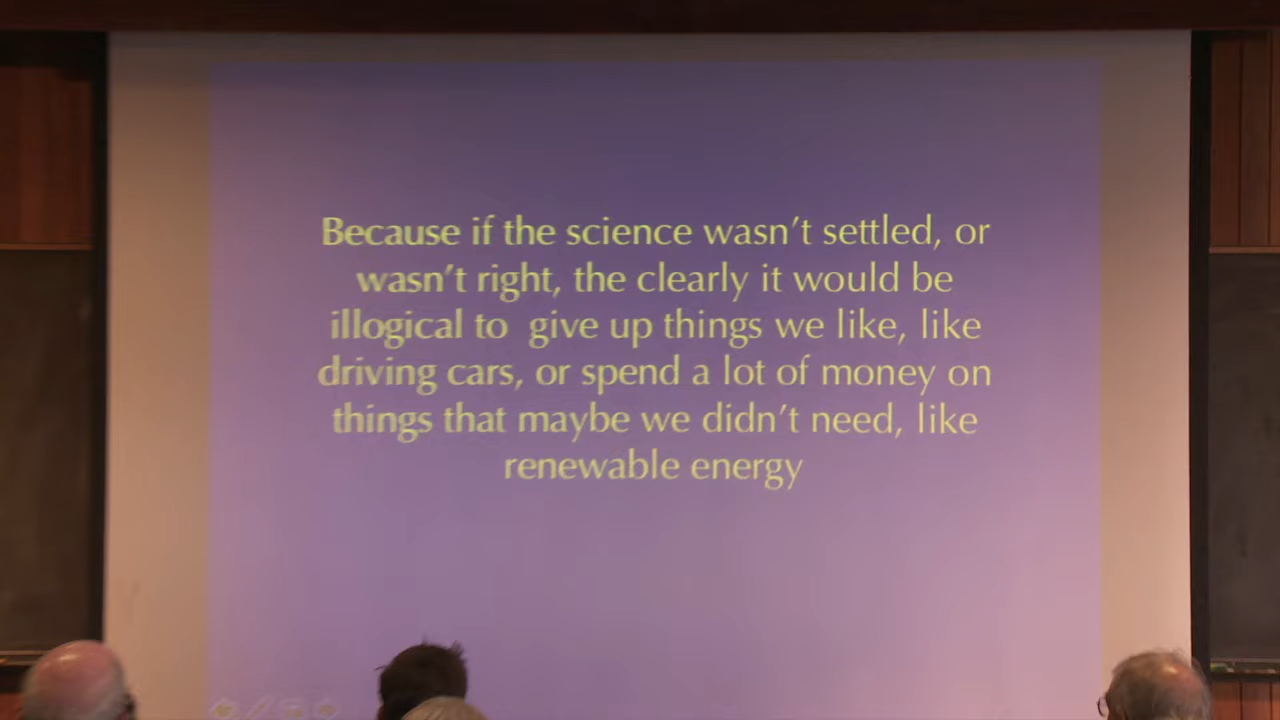 Because if the science wasn't settled, or
wasn't right, the clearly it would be
illogical to  give up things we like, like
driving cars, or spend a lot of money on
things that maybe we didn't need, like
renewable energy